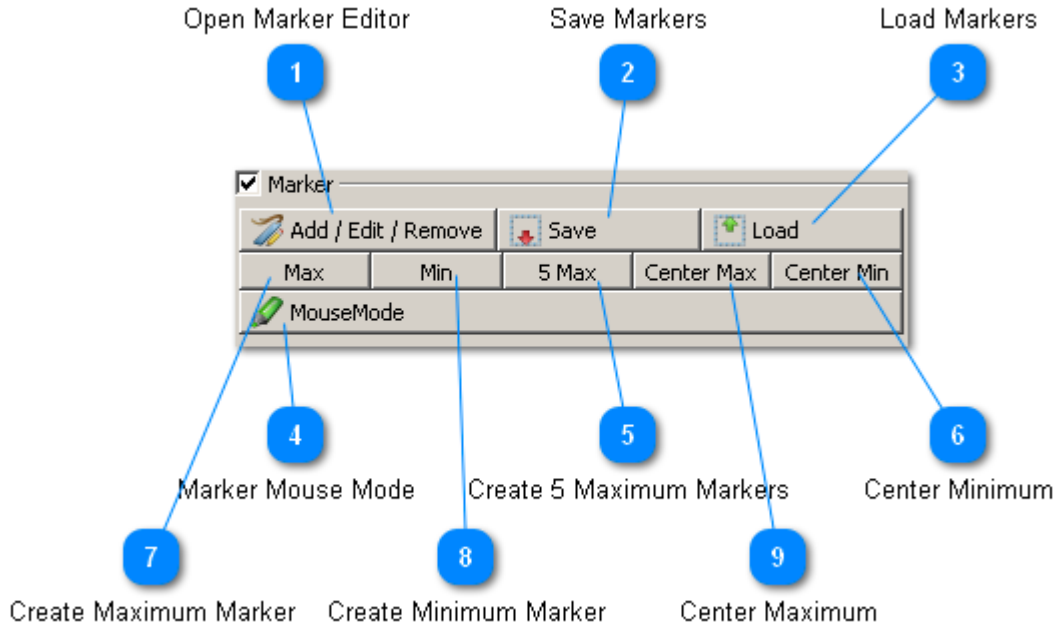 Open Marker Editor
Save Markers
Load Markers
1
2
3
Marker
Add / Edit / Remove
Save
Load
Max
Min
5 Max
Center Max
Center Min
MouseMode
4
5
6
Marker Mouse Mode
Create 5 Maximum Markers
Center Minimum
7
8
9
Create Maximum Marker
Create Minimum Marker
Center Maximum